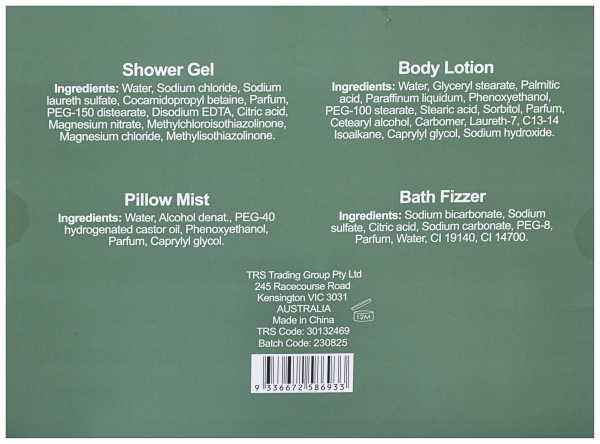 Shower Gel
Ingredients: Water, Sodium chloride, Sodium
laureth sulfate, Cocamidopropyl betaine, Parfum,
PEG-150 distearate, Disodium EDTA, Citric acid,
Magnesium nitrate, Methylchloroisothiazolinone,
Magnesium chloride, Methylisothiazolinone.
Body Lotion
Ingredients: Water, Glyceryl stearate, Palmitic
acid, Paraffinum liquidum, Phenoxyethanol,
PEG-100 stearate, Stearic acid, Sorbitol, Parfum,
Cetearyl alcohol, Carbomer, Laureth-7, C13-14
Isoalkane, Caprylyl glycol, Sodium hydroxide.
Pillow Mist
Ingredients: Water, Alcohol denat., PEG-40
hydrogenated castor oil, Phenoxyethanol,
Parfum, Caprylyl glycol.
Bath Fizzer
Ingredients: Sodium bicarbonate, Sodium
sulfate, Citric acid, Sodium carbonate, PEG-8,
Parfum, Water, CI 19140, CI 14700.
TRS Trading Group Pty Ltd
245 Racecourse Road
Kensington VIC 3031
AUSTRALIA
Made in China
TRS Code: 30132469
Batch Code: 230825
12M
9 336672 586933